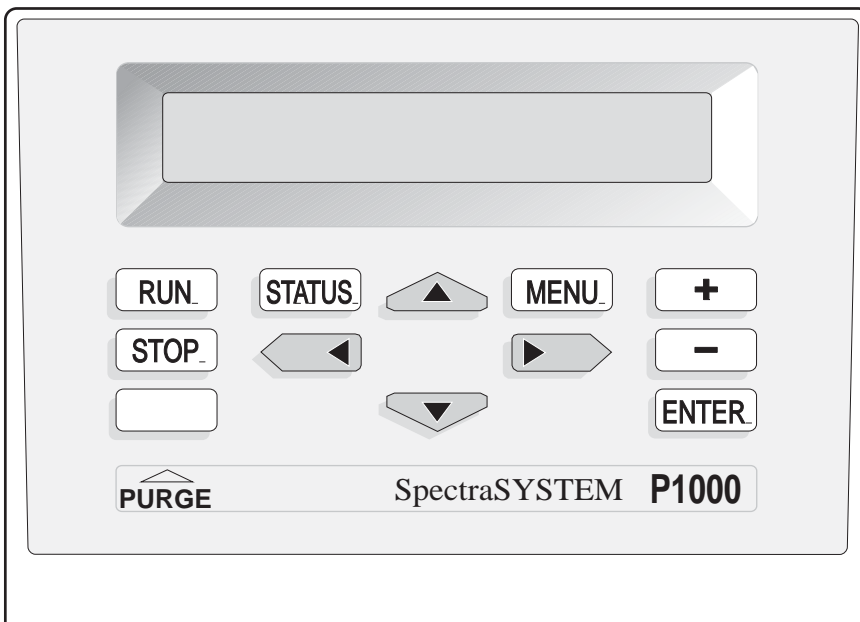 RUN STATUS MENU +
STOP −
ENTER
PURGE SpectraSYSTEM P1000